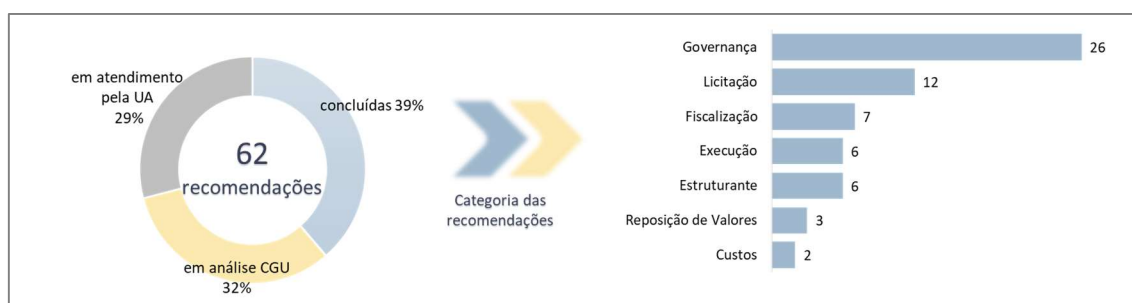 em atendimento
pela UA
29%
concluídas 39%
62
recomendações
em análise CGU
32%
Categoria das
recomendações
Governança 26
Licitação 12
Fiscalização 7
Execução 6
Estruturante 6
Reposição de Valores 3
Custos 2